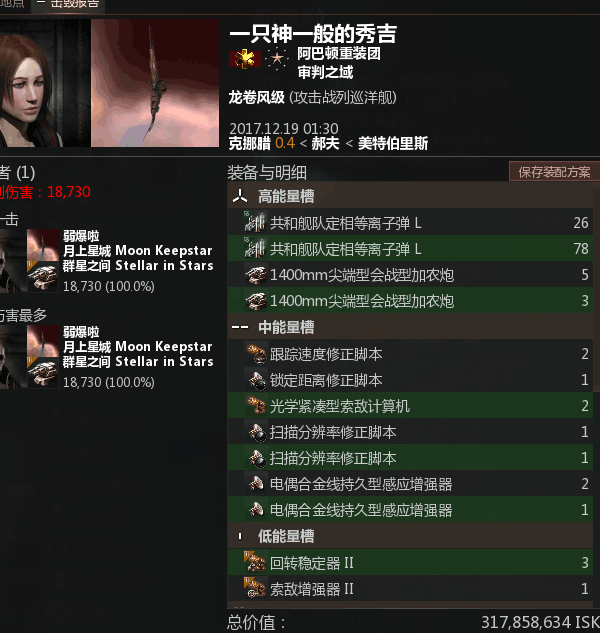 地点 击毁报告
一只神一般的秀吉
阿巴顿重装团
审判之域
龙卷风级 (攻击战列巡洋舰)
2017.12.19 01:30
克挪腊 0.4 < 郝夫 < 美特伯里斯
者 (1)
伤害：18,730
一击
弱爆啦
月上星城 Moon Keepstar
群星之间 Stellar in Stars
18,730 (100.0%)
伤害最多
弱爆啦
月上星城 Moon Keepstar
群星之间 Stellar in Stars
18,730 (100.0%)
装备与明细 保存装配方案
高能量槽
共和舰队定相等离子弹 L 26
共和舰队定相等离子弹 L 78
1400mm尖端型会战型加农炮 5
1400mm尖端型会战型加农炮 3
中能量槽
跟踪速度修正脚本 2
锁定距离修正脚本 1
光学紧凑型索敌计算机 2
扫描分辨率修正脚本 1
扫描分辨率修正脚本 1
电偶合金线持久型感应增强器 2
电偶合金线持久型感应增强器 1
低能量槽
回转稳定器 II 3
索敌增强器 II 1
总价值： 317,858,634 ISK